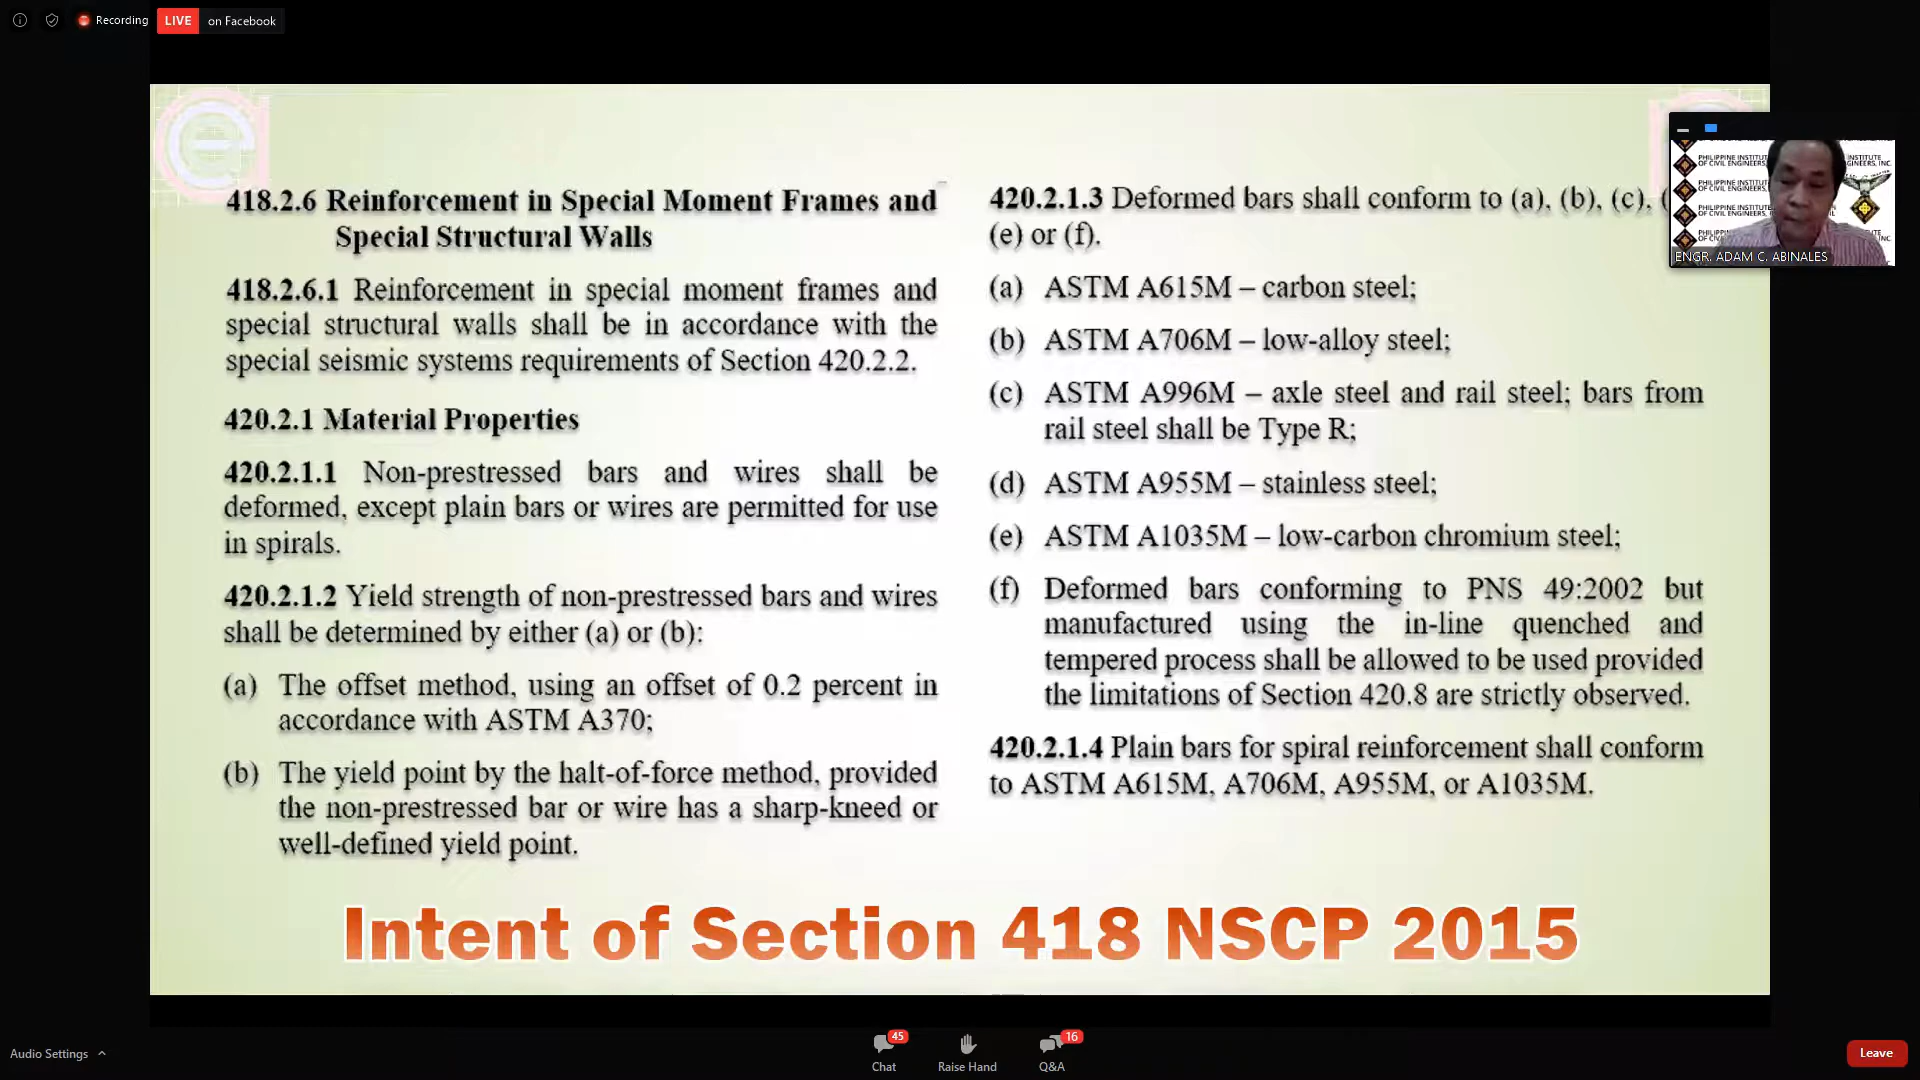 Recording
LIVE on Facebook
418.2.6 Reinforcement in Special Moment Frames and
Special Structural Walls
418.2.6.1 Reinforcement in special moment frames and
special structural walls shall be in accordance with the
special seismic systems requirements of Section 420.2.2.
420.2.1 Material Properties
420.2.1.1 Non-prestressed bars and wires shall be
deformed, except plain bars or wires are permitted for use
in spirals.
420.2.1.2 Yield strength of non-prestressed bars and wires
shall be determined by either (a) or (b):
(a) The offset method, using an offset of 0.2 percent in
accordance with ASTM A370;
(b) The yield point by the halt-of-force method, provided
the non-prestressed bar or wire has a sharp-kneed or
well-defined yield point.
420.2.1.3 Deformed bars shall conform to (a), (b), (c),
(e) or (f).
(a) ASTM A615M – carbon steel;
(b) ASTM A706M – low-alloy steel;
(c) ASTM A996M – axle steel and rail steel; bars from
rail steel shall be Type R;
(d) ASTM A955M – stainless steel;
(e) ASTM A1035M – low-carbon chromium steel;
(f) Deformed bars conforming to PNS 49:2002 but
manufactured using the in-line quenched and
tempered process shall be allowed to be used provided
the limitations of Section 420.8 are strictly observed.
420.2.1.4 Plain bars for spiral reinforcement shall conform
to ASTM A615M, A706M, A955M, or A1035M.
Intent of Section 418 NSCP 2015
PHILIPPINE INSTITUTE
OF CIVIL ENGINEERS
ENGR. ADAM C. ABINALES
Audio Settings
45
Chat
Raise Hand
16
Q&A
Leave